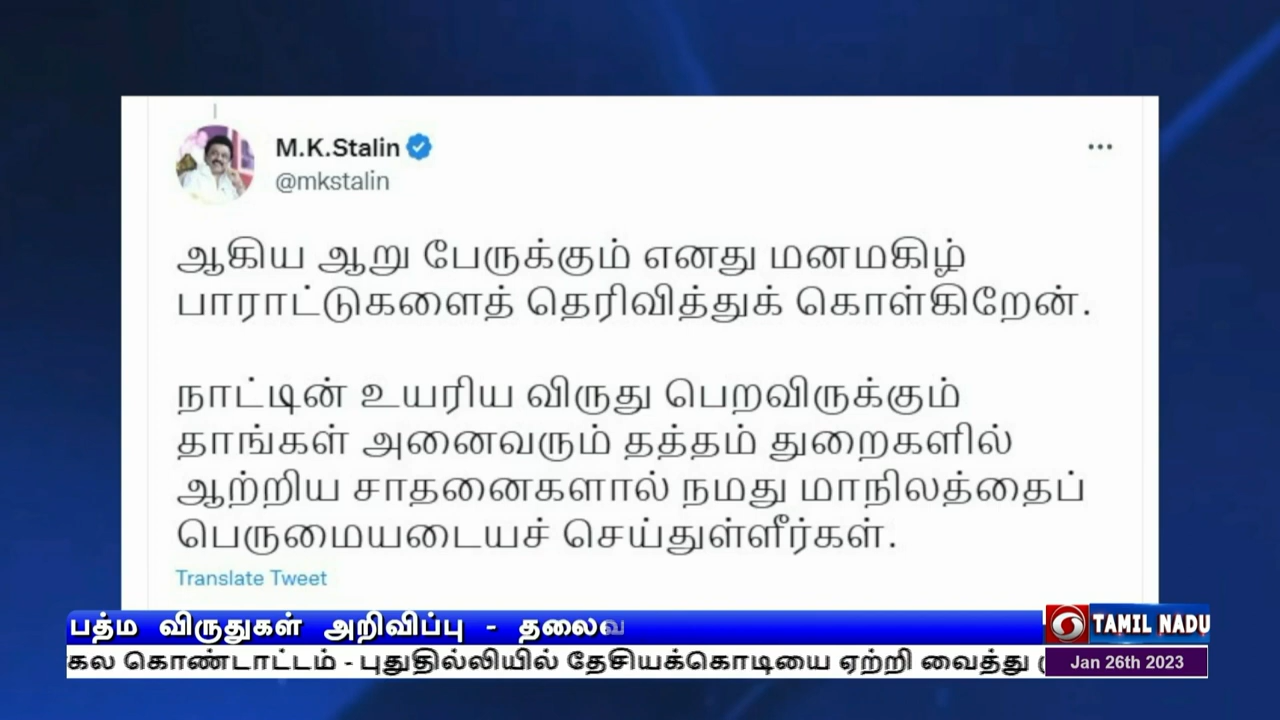 M.K.Stalin
@mkstalin
ஆகிய ஆறு பேருக்கும் எனது மனமகிழ்
பாராட்டுகளைத் தெரிவித்துக் கொள்கிறேன்.
நாட்டின் உயரிய விருது பெறவிருக்கும்
தாங்கள் அனைவரும் தத்தம் துறைகளில்
ஆற்றிய சாதனைகளால் நமது மாநிலத்தைப்
பெருமையடையச் செய்துள்ளீர்கள்.
Translate Tweet
பத்ம விருதுகள் அறிவிப்பு - தலைவ
TAMIL NADU
கொண்டாட்டம் - புதுதில்லியில் தேசியக்கொடியை ஏற்றி வைத்து
Jan 26th 2023